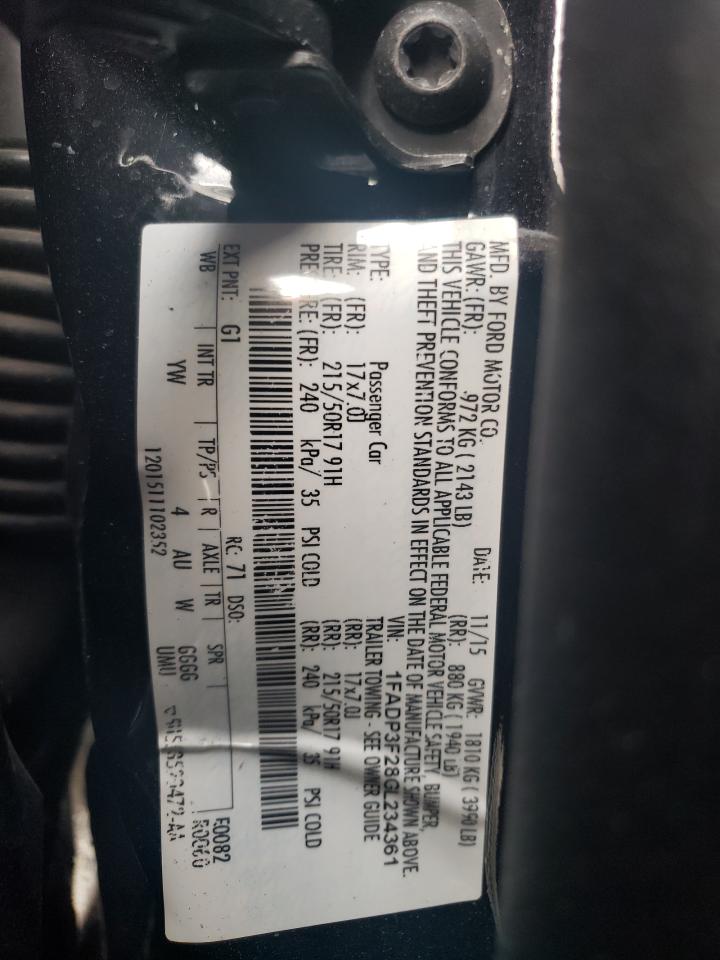 MFD. BY FORD MOTOR CO. DATE: 11/15 GVWR: 1810 KG ( 3990 LB)
GAWR: (FR): 972 KG ( 2143 LB) (RR): 880 KG ( 1940 LB)
THIS VEHICLE CONFORMS TO ALL APPLICABLE FEDERAL MOTOR VEHICLE SAFETY, BUMPER,
AND THEFT PREVENTION STANDARDS IN EFFECT ON THE DATE OF MANUFACTURE SHOWN ABOVE.
VIN: 1FADP3F28GL234361
TYPE: Passenger Car TRAILER TOWING - SEE OWNER GUIDE
RIM: (FR): 17x7.0J (RR): 17x7.0J
TIRE: (FR): 215/50R17 91H (RR): 215/50R17 91H
PRESSURE: (FR): 240 kPa/ 35 PSI COLD (RR): 240 kPa/ 35 PSI COLD
EXT PNT: G1 RC: 71 DSO: F0082
WB INT TR TP/PS R AXLE TR SPR
YW 4 AU W GGGG
1201511102352 UMU